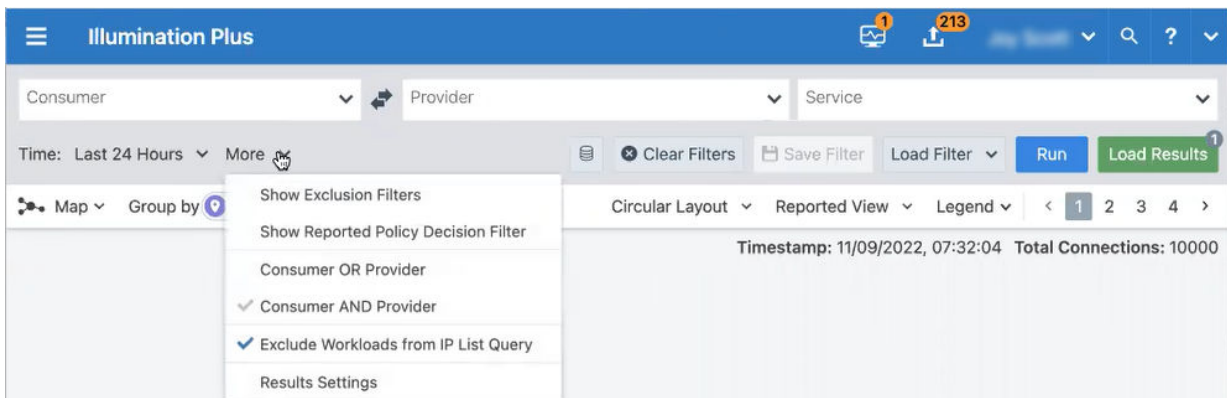 Illumination Plus 1 213 ?
Consumer Provider Service
Time: Last 24 Hours More Clear Filters Save Filter Load Filter Run Load Results 1
Map Group by Circular Layout Reported View Legend < 1 2 3 4 >
Show Exclusion Filters
Show Reported Policy Decision Filter
Timestamp: 11/09/2022, 07:32:04 Total Connections: 10000
Consumer OR Provider
Consumer AND Provider
Exclude Workloads from IP List Query
Results Settings